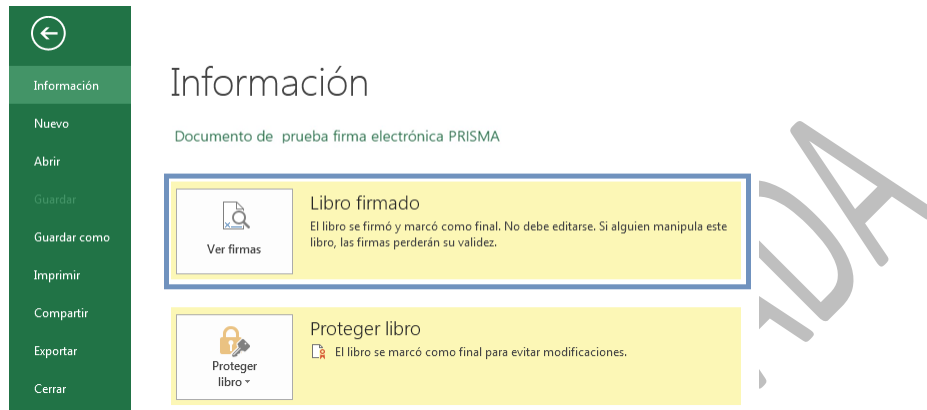 Información
Nuevo
Abrir
Guardar
Guardar como
Imprimir
Compartir
Exportar
Cerrar
Información
Documento de prueba firma electrónica PRISMA
Ver firmas
Libro firmado
El libro se firmó y marcó como final. No debe editarse. Si alguien manipula este
libro, las firmas perderán su validez.
Proteger
libro
Proteger libro
El libro se marcó como final para evitar modificaciones.
ADA